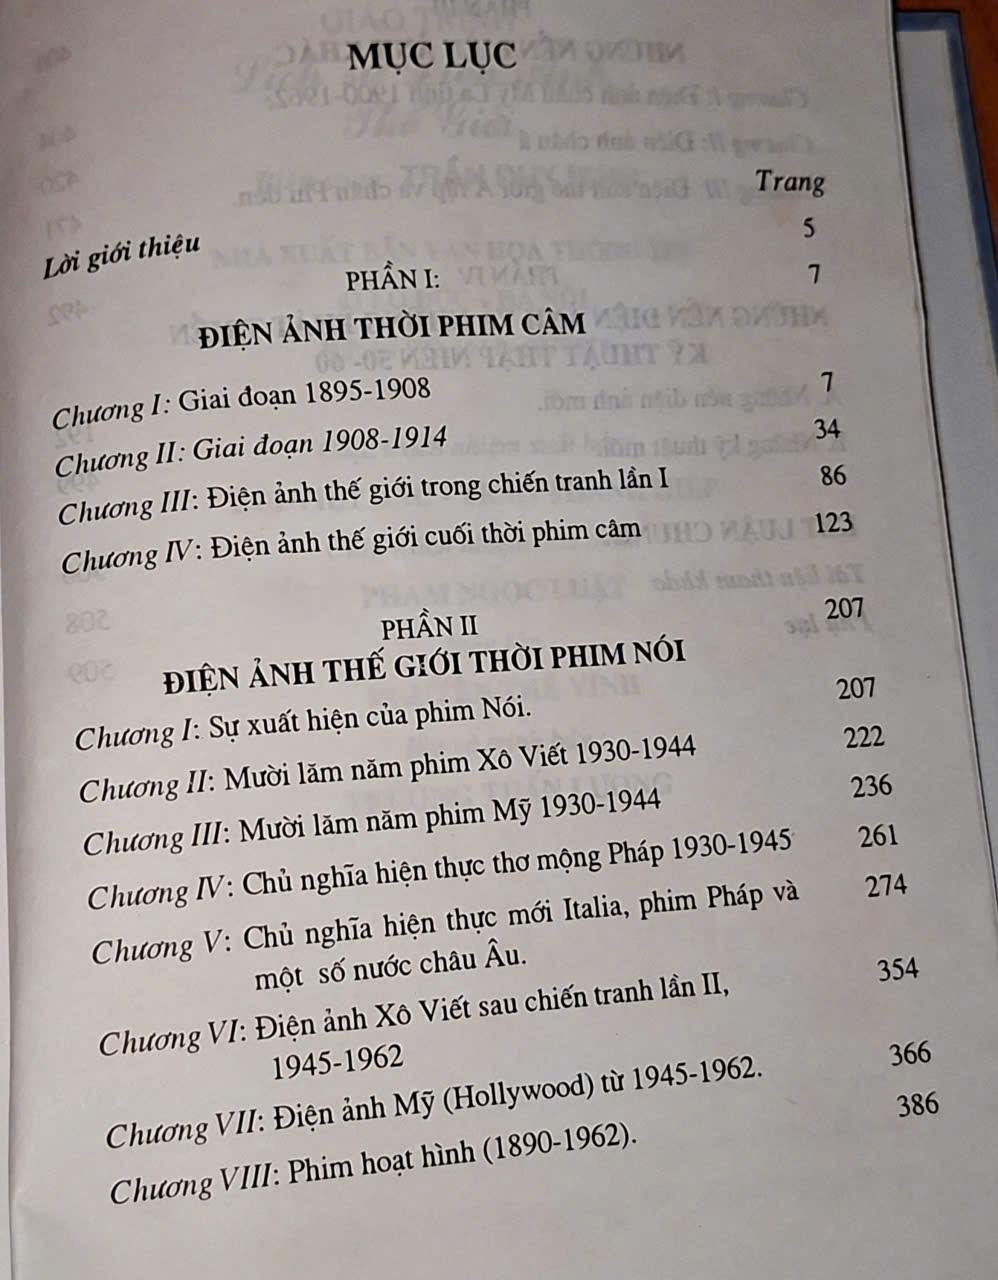 MỤC LỤC
Trang
Lời giới thiệu 5
PHẦN I: 7
ĐIỆN ẢNH THỜI PHIM CÂM
Chương I: Giai đoạn 1895-1908 7
Chương II: Giai đoạn 1908-1914 34
Chương III: Điện ảnh thế giới trong chiến tranh lần I 86
Chương IV: Điện ảnh thế giới cuối thời phim câm 123
PHẦN II 207
ĐIỆN ẢNH THẾ GIỚI THỜI PHIM NÓI
Chương I: Sự xuất hiện của phim Nói. 207
Chương II: Mười lăm năm phim Xô Viết 1930-1944 222
Chương III: Mười lăm năm phim Mỹ 1930-1944 236
Chương IV: Chủ nghĩa hiện thực thơ mộng Pháp 1930-1945 261
Chương V: Chủ nghĩa hiện thực mới Italia, phim Pháp và 274
một số nước châu Âu.
Chương VI: Điện ảnh Xô Viết sau chiến tranh lần II, 354
1945-1962
Chương VII: Điện ảnh Mỹ (Hollywood) từ 1945-1962. 366
Chương VIII: Phim hoạt hình (1890-1962). 386